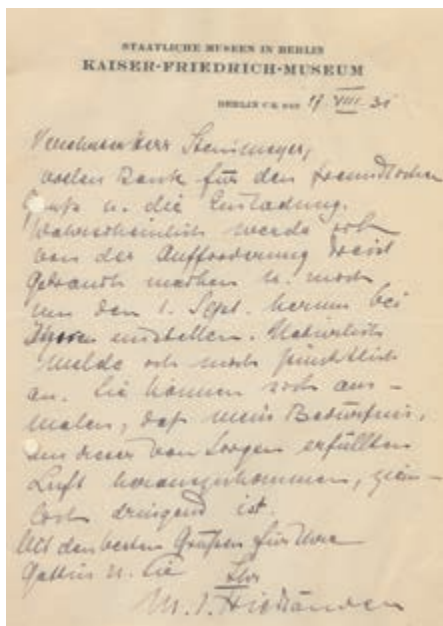 STAATLICHE MUSEEN IN BERLIN
KAISER-FRIEDRICH-MUSEUM
BERLIN C 2, DEN 17 VIII 31
Verehrter Herr Steinmeyer,
vielen Dank für den freundlichen
Gruß u. die Einladung.
Wahrscheinlich werde ich
von der Aufforderung
Gebrauch machen u. mich
um den 1. Sept. herum bei
Ihnen einstellen. Natürlich
melde ich mich pünktlich
an. Sie können sich aus-
malen, daß mein Bedürfnis,
aus dieser von Sorgen erfüllten
Luft herauszukommen, ziem-
lich dringend ist.
Mit den besten Grüßen für Ihre
Gattin u. Sie Ihr
M. J. Friedländer